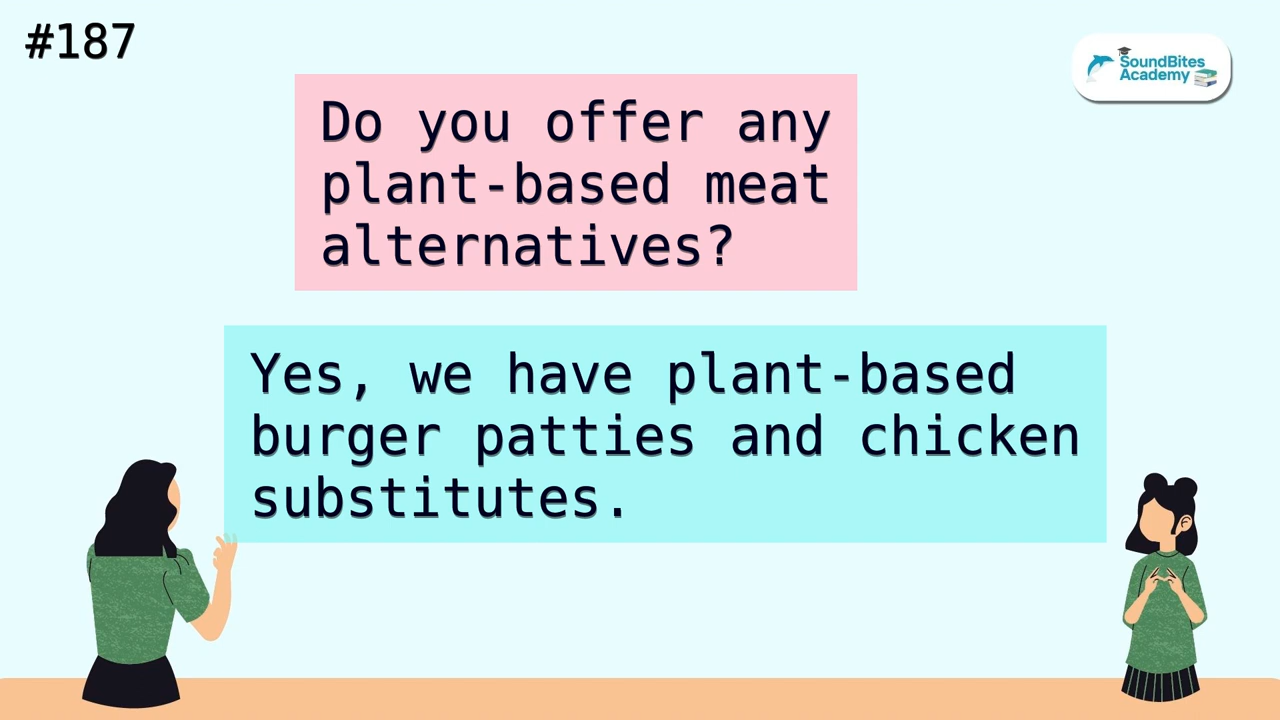 #187
SoundBites
Academy
Do you offer any
plant-based meat
alternatives?
Yes, we have plant-based
burger patties and chicken
substitutes.